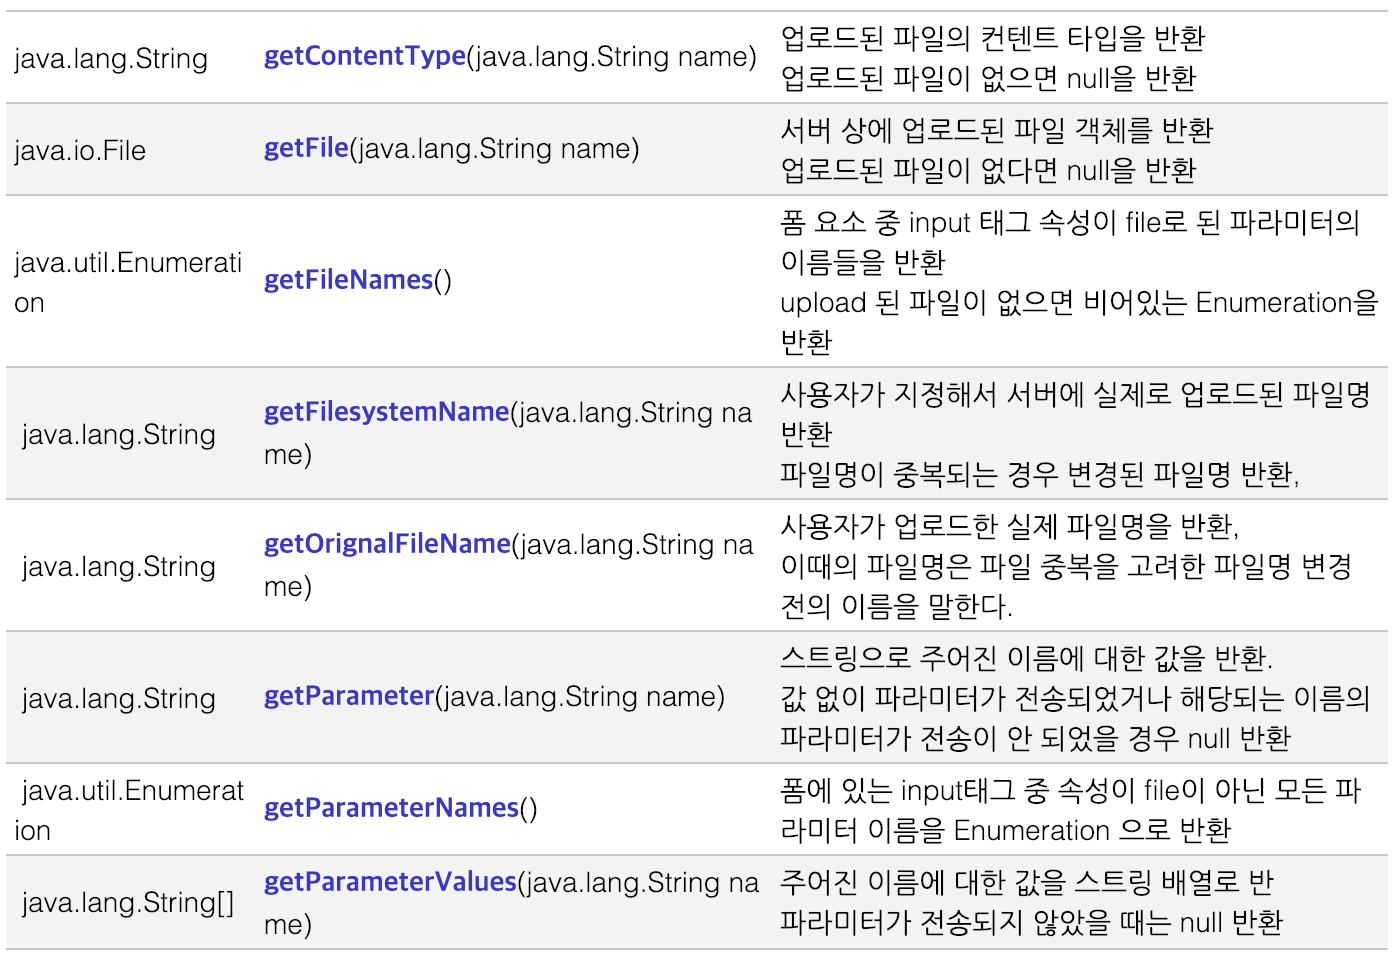 java.lang.String
getContentType(java.lang.String name)
업로드된 파일의 컨텐트 타입을 반환
업로드된 파일이 없으면 null을 반환
java.io.File
getFile(java.lang.String name)
서버 상에 업로드된 파일 객체를 반환
업로드된 파일이 없다면 null을 반환
java.util.Enumerati
on
getFileNames()
폼 요소 중 input 태그 속성이 file로 된 파라미터의
이름들을 반환
upload 된 파일이 없으면 비어있는 Enumeration을
반환
java.lang.String
getFilesystemName(java.lang.String na
me)
사용자가 지정해서 서버에 실제로 업로드된 파일명
반환
파일명이 중복되는 경우 변경된 파일명 반환,
java.lang.String
getOrignalFileName(java.lang.String na
me)
사용자가 업로드한 실제 파일명을 반환,
이때의 파일명은 파일 중복을 고려한 파일명 변경
전의 이름을 말한다.
java.lang.String
getParameter(java.lang.String name)
스트링으로 주어진 이름에 대한 값을 반환.
값 없이 파라미터가 전송되었거나 해당되는 이름의
파라미터가 전송이 안 되었을 경우 null 반환
java.util.Enumerat
ion
getParameterNames()
폼에 있는 input태그 중 속성이 file이 아닌 모든 파
라미터 이름을 Enumeration 으로 반환
java.lang.String[]
getParameterValues(java.lang.String na
me)
주어진 이름에 대한 값을 스트링 배열로 반
파라미터가 전송되지 않았을 때는 null 반환